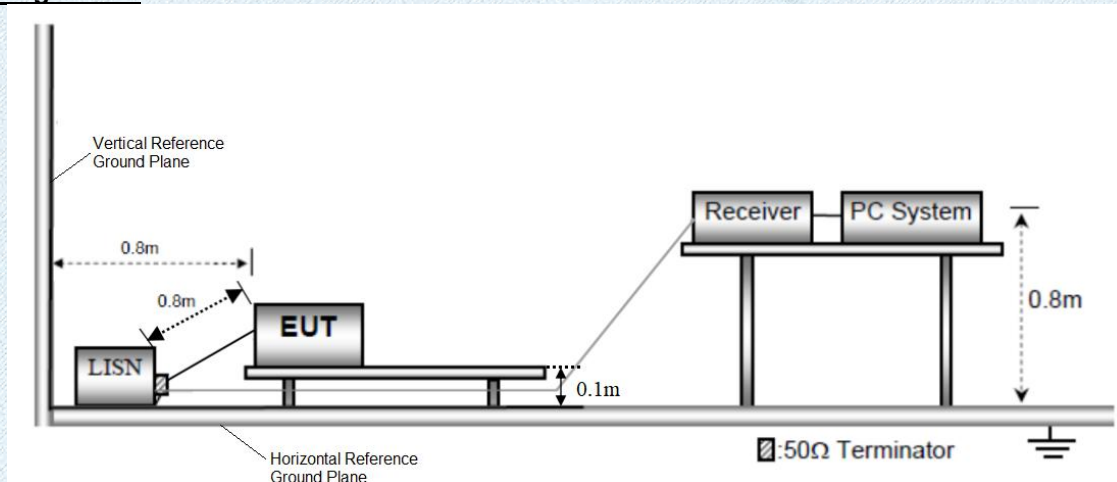 Vertical Reference
Ground Plane
0.8m
0.8m
EUT
LISN
Receiver
PC System
0.8m
0.1m
:50Ω Terminator
Horizontal Reference
Ground Plane